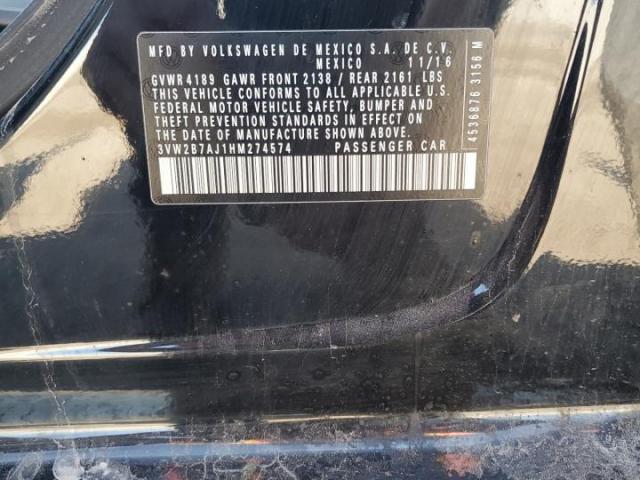 MFD BY VOLKSWAGEN DE MEXICO S.A. DE C.V.
MEXICO 11/16
GVWR 4189 GAWR FRONT 2138 / REAR 2161 LBS
THIS VEHICLE CONFORMS TO ALL APPLICABLE
FEDERAL MOTOR VEHICLE SAFETY, BUMPER AND
THEFT PREVENTION STANDARDS IN EFFECT ON
THE DATE OF MANUFACTURE SHOWN ABOVE.
3VW2B7AJ1HM274574 PASSENGER CAR
4536876 3156 M